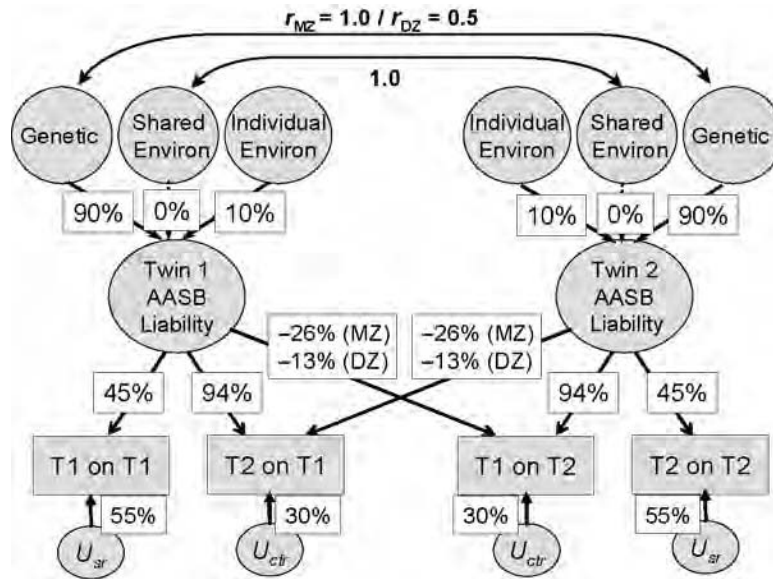 r_MZ = 1.0 / r_DZ = 0.5
1.0
Genetic
Shared
Environ
Individual
Environ
Individual
Environ
Shared
Environ
Genetic
90%
0%
10%
10%
0%
90%
Twin 1
AASB
Liability
Twin 2
AASB
Liability
–26% (MZ)
–13% (DZ)
–26% (MZ)
–13% (DZ)
45%
94%
94%
45%
T1 on T1
T2 on T1
T1 on T2
T2 on T2
55%
30%
30%
55%
U_sr
U_ctr
U_ctr
U_sr